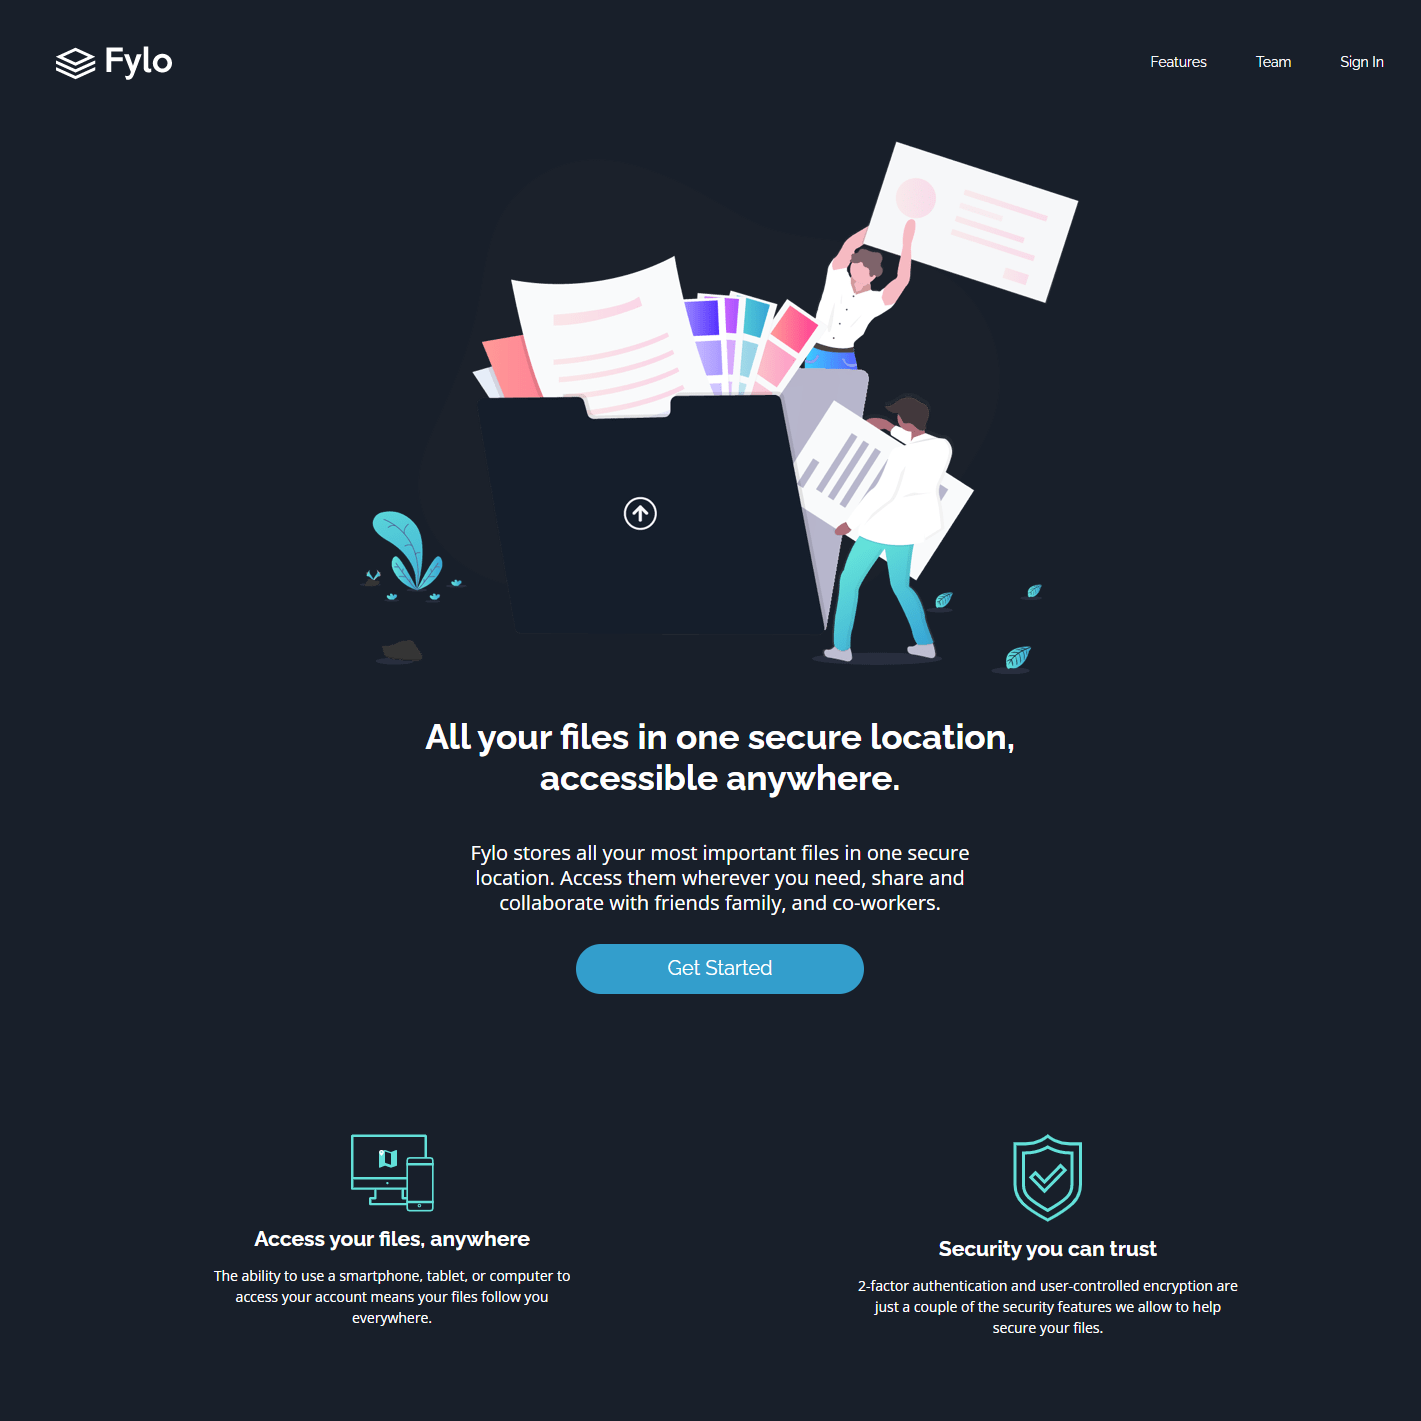 Fylo
Features
Team
Sign In
All your files in one secure location,
accessible anywhere.
Fylo stores all your most important files in one secure
location. Access them wherever you need, share and
collaborate with friends family, and co-workers.
Get Started
Access your files, anywhere
The ability to use a smartphone, tablet, or computer to
access your account means your files follow you
everywhere.
Security you can trust
2-factor authentication and user-controlled encryption are
just a couple of the security features we allow to help
secure your files.